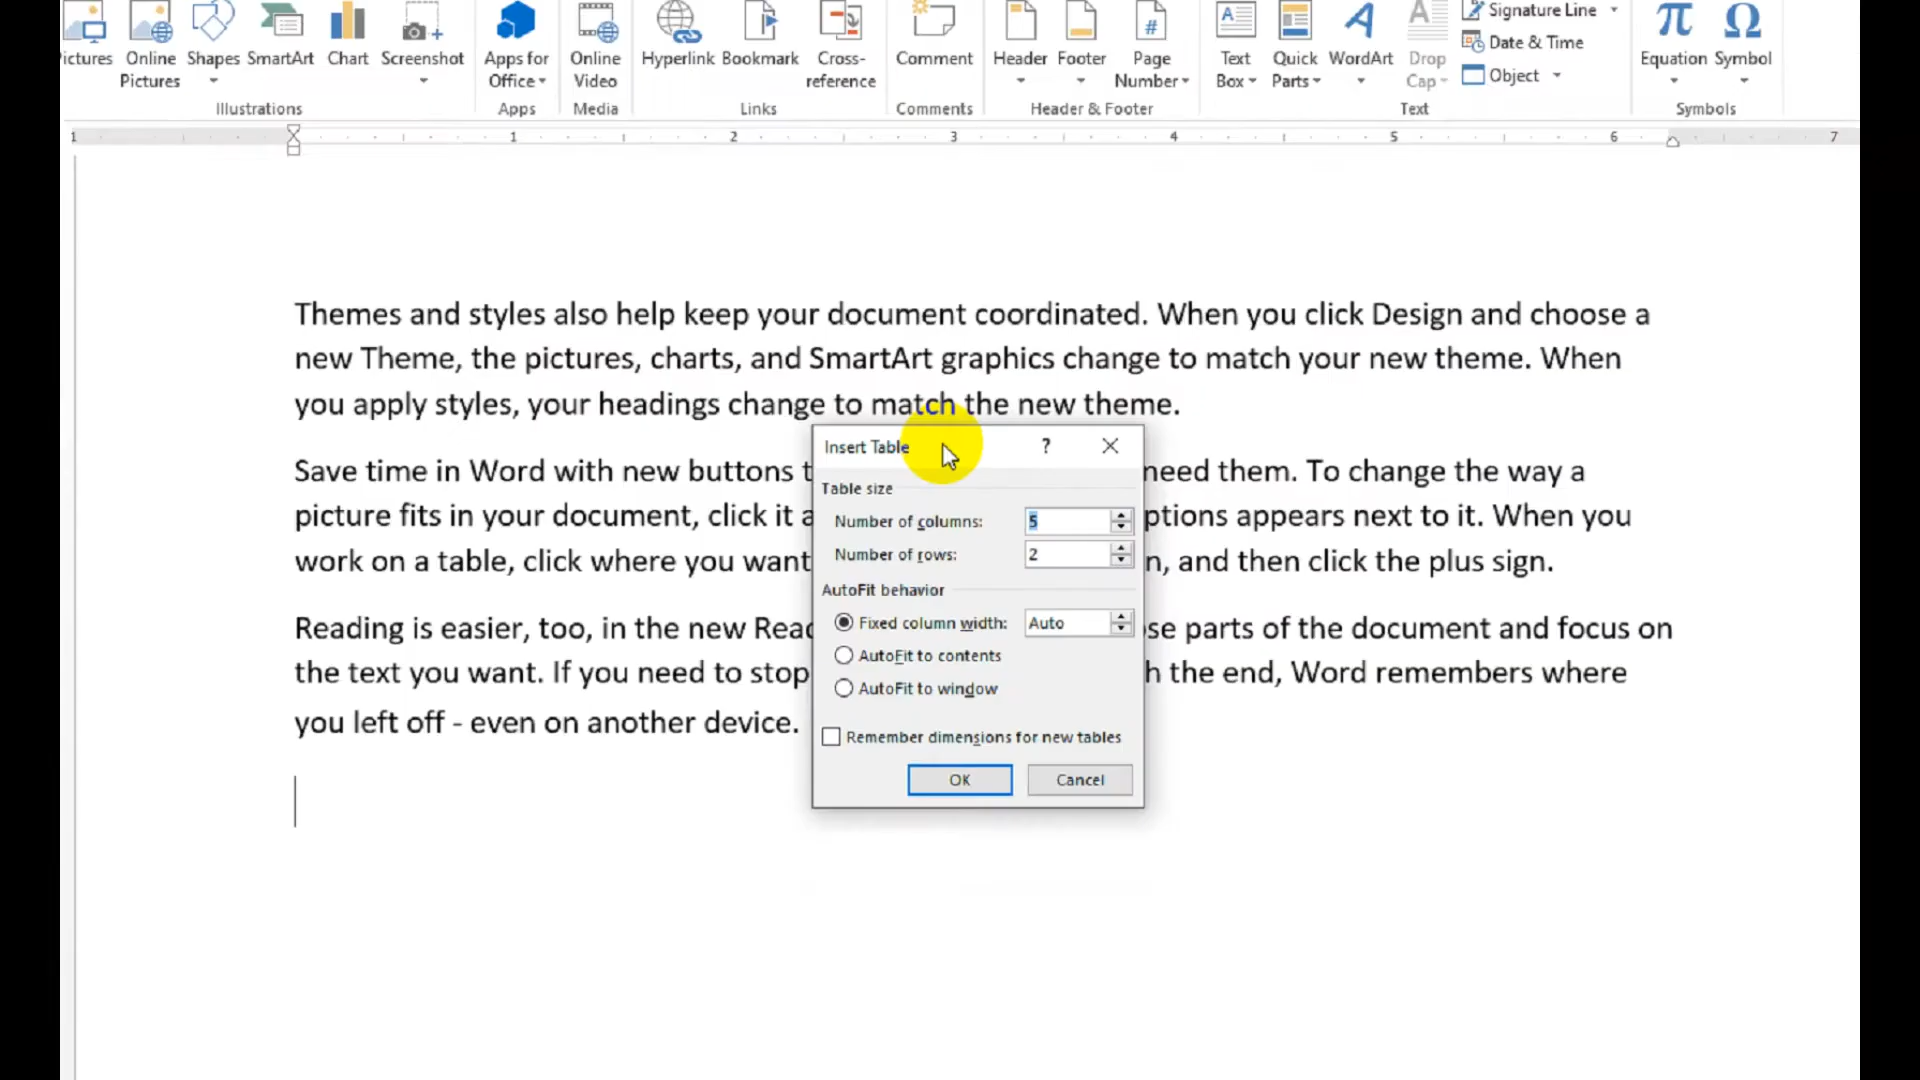 ictures
Online Pictures
Shapes
SmartArt
Chart
Screenshot
Apps for Office
Online Video
Hyperlink
Bookmark
Cross-reference
Comment
Header
Footer
Page Number
Text Box
Quick Parts
WordArt
Drop Cap
Signature Line
Date & Time
Object
Equation
Symbol
Illustrations
Apps
Media
Links
Comments
Header & Footer
Text
Symbols
1 1 2 3 4 5 6 7
Themes and styles also help keep your document coordinated. When you click Design and choose a
new Theme, the pictures, charts, and SmartArt graphics change to match your new theme. When
you apply styles, your headings change to match the new theme.
Save time in Word with new buttons t need them. To change the way a
picture fits in your document, click it a ptions appears next to it. When you
work on a table, click where you want n, and then click the plus sign.
Reading is easier, too, in the new Read se parts of the document and focus on
the text you want. If you need to stop h the end, Word remembers where
you left off - even on another device.
Insert Table ?
Table size
Number of columns: 5
Number of rows: 2
AutoFit behavior
Fixed column width: Auto
AutoFit to contents
AutoFit to window
Remember dimensions for new tables
OK Cancel